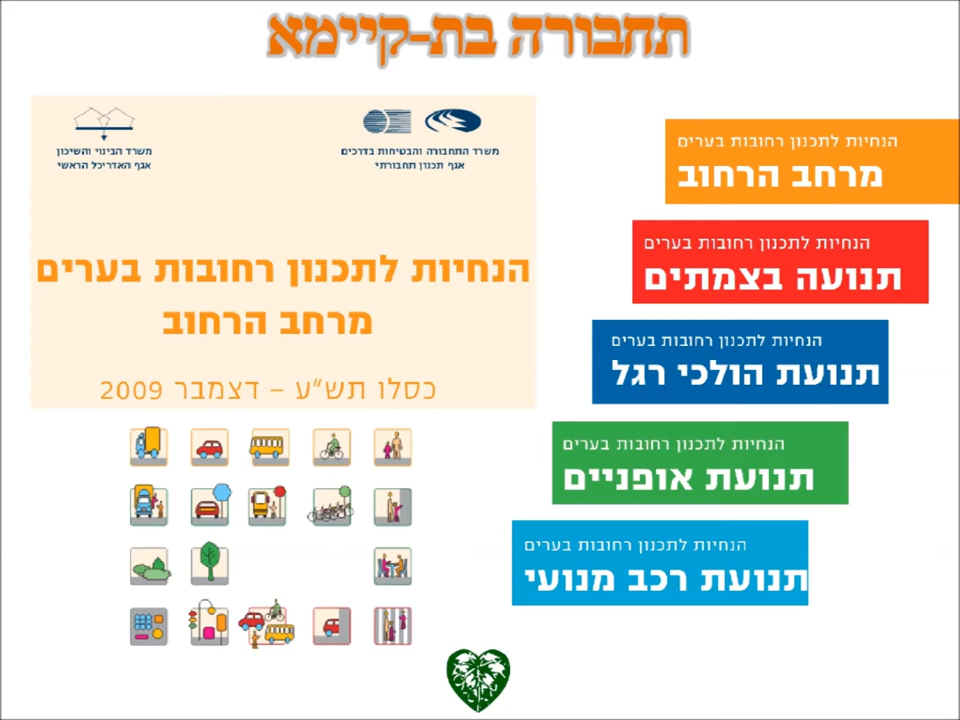 תחבורה בת-קיימא
משרד התחבורה והבטיחות בדרכים
אגף תכנון תחבורתי
משרד הבינוי והשיכון
אגף האדריכל הראשי
הנחיות לתכנון רחובות בערים
מרחב הרחוב
כסלו תש״ע – דצמבר 2009
הנחיות לתכנון רחובות בערים
מרחב הרחוב
הנחיות לתכנון רחובות בערים
תנועה בצמתים
הנחיות לתכנון רחובות בערים
תנועת הולכי רגל
הנחיות לתכנון רחובות בערים
תנועת אופניים
הנחיות לתכנון רחובות בערים
תנועת רכב מנועי